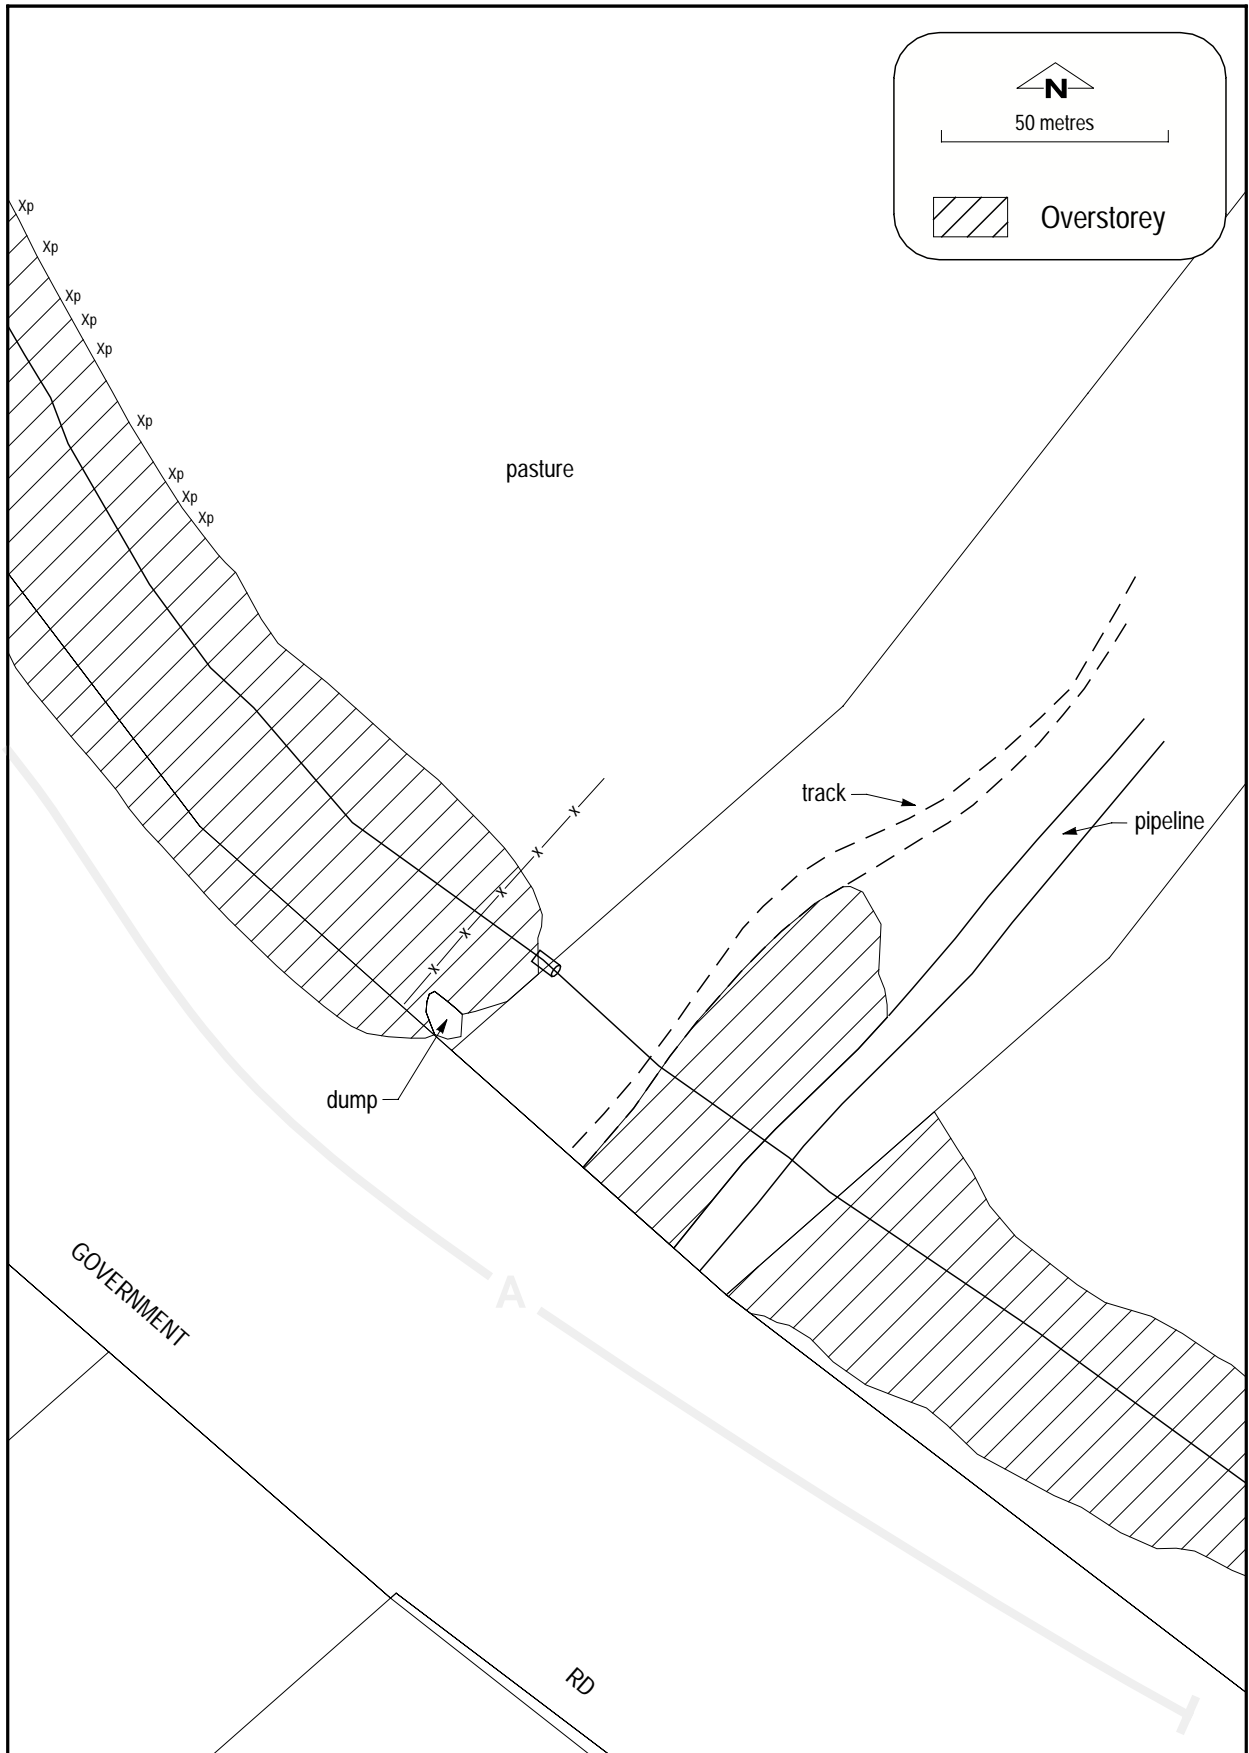 N
50 metres
Overstorey
Xp
Xp
Xp
Xp
Xp
Xp
Xp
Xp
Xp
pasture
track
pipeline
x
x
x
x
x
dump
A
GOVERNMENT
RD